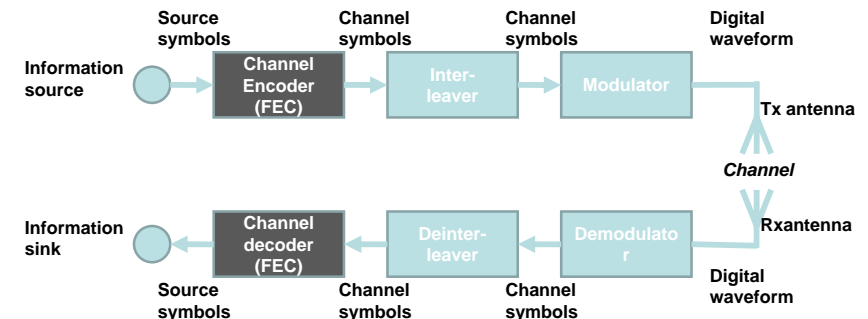 Source
symbols
Channel
symbols
Channel
symbols
Digital
waveform
Information
source
Channel
Encoder
(FEC)
Inter-
leaver
Modulator
Tx antenna
Channel
Information
sink
Channel
decoder
(FEC)
Deinter-
leaver
Demodulato
r
Rxantenna
Source
symbols
Channel
symbols
Channel
symbols
Digital
waveform